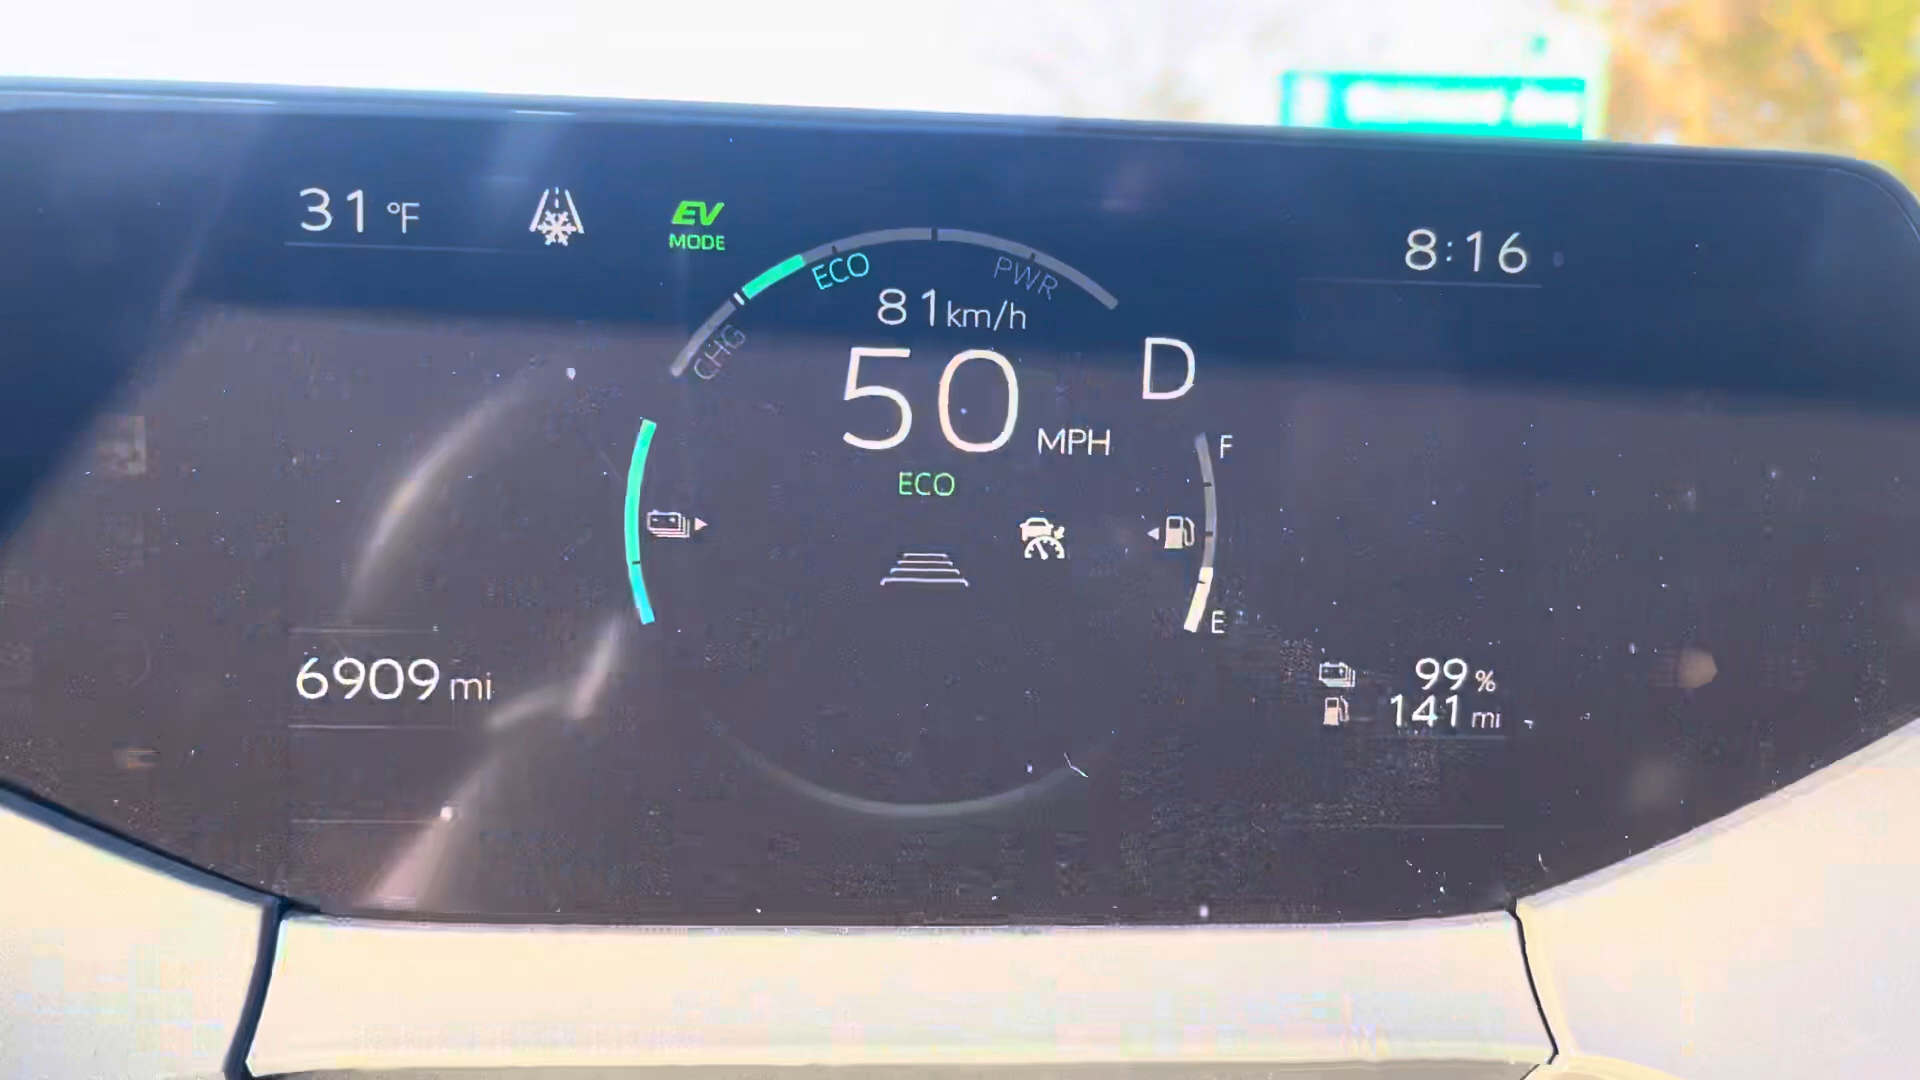 31 °F
EV
MODE
8:16
CHG
ECO
PWR
81 km/h
50 MPH
D
ECO
F
E
6909 mi
99 %
141 mi